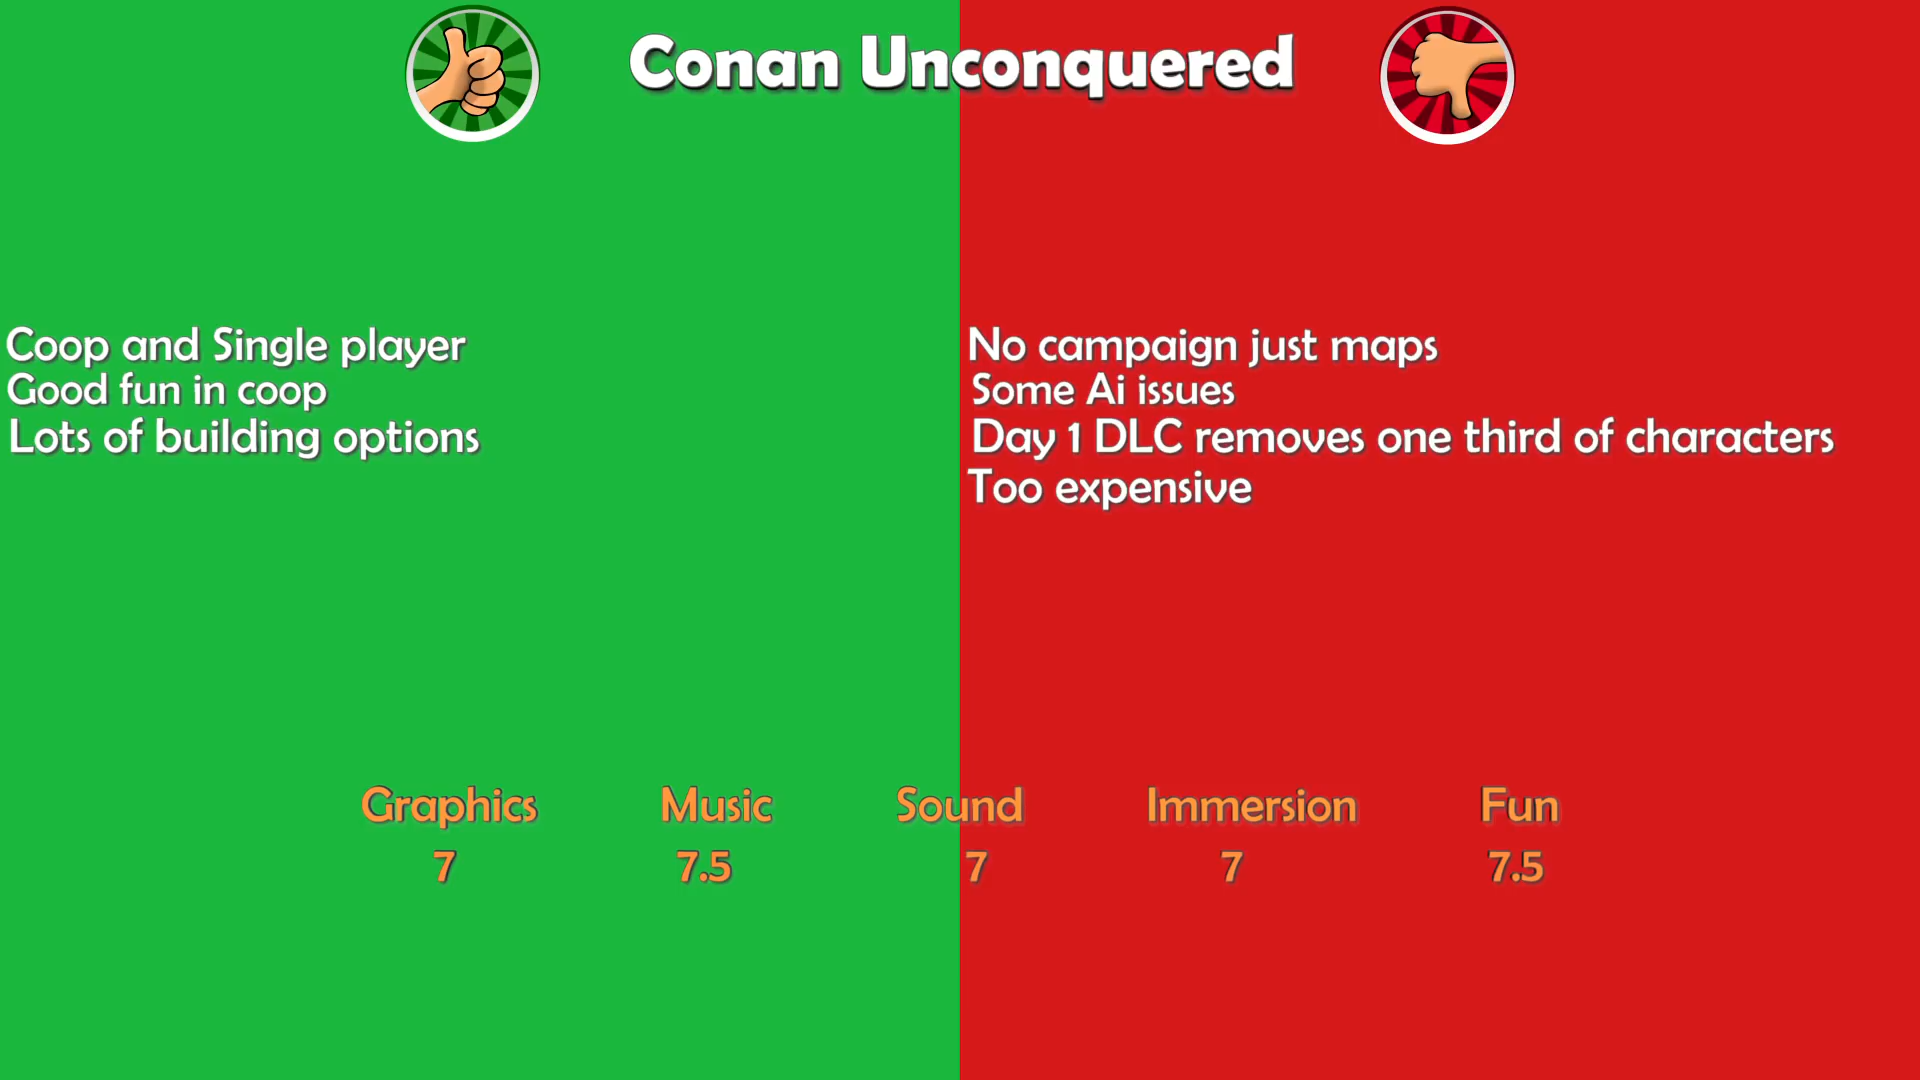 Conan Unconquered
Coop and Single player
Good fun in coop
Lots of building options
No campaign just maps
Some Ai issues
Day 1 DLC removes one third of characters
Too expensive
Graphics Music Sound Immersion Fun
7 7.5 7 7 7.5